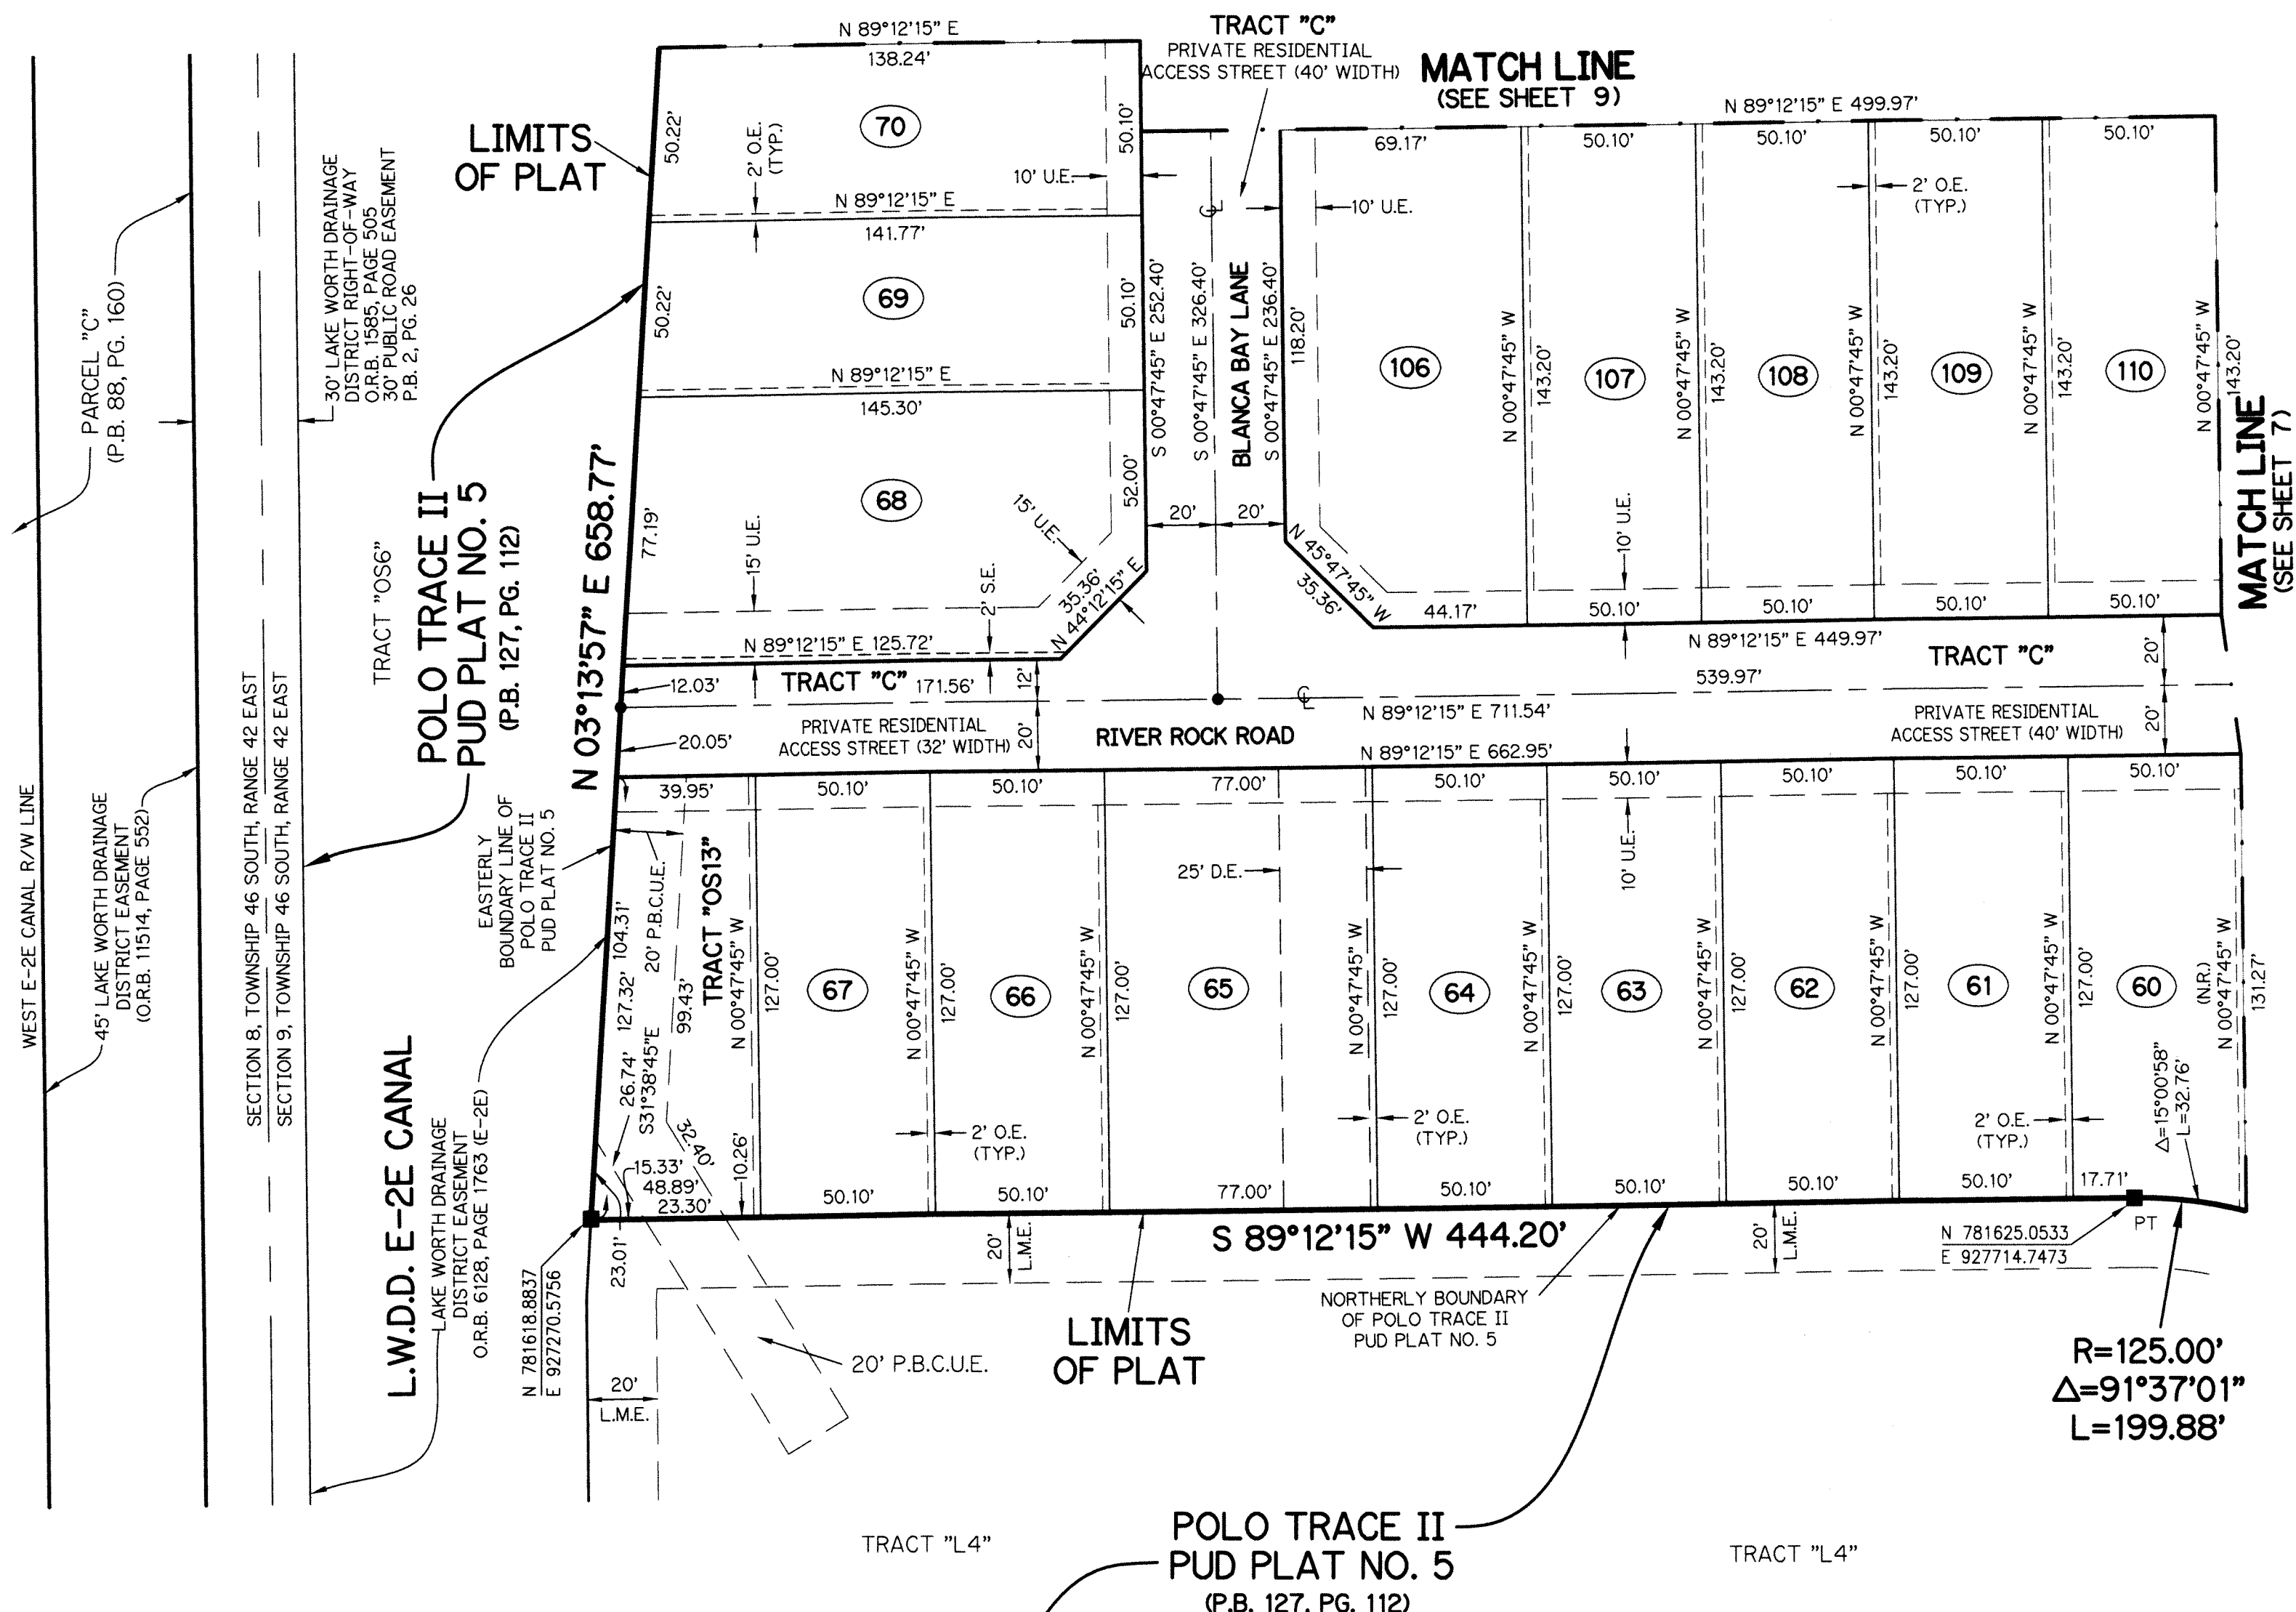 N 89°12'15" E
138.24'
TRACT "C"
PRIVATE RESIDENTIAL
ACCESS STREET (40' WIDTH)
MATCH LINE
(SEE SHEET 9)
N 89°12'15" E 499.97'
LIMITS
OF PLAT
50.22'
2' O.E.
(TYP.)
70
50.10'
10' U.E.
N 89°12'15" E
141.77'
50.22'
69
50.10'
N 89°12'15" E
145.30'
77.19'
68
52.00'
15' U.E.
15' U.E.
2' S.E.
35.36'
N 44°12'15" E
N 89°12'15" E 125.72'
S 00°47'45" E 252.40'
S 00°47'45" E 326.40'
BLANCA BAY LANE
S 00°47'45" E 236.40'
118.20'
20'
20'
N 45°47'45" W
35.36'
69.17'
10' U.E.
106
N 00°47'45" W
143.20'
44.17'
50.10'
107
N 00°47'45" W
143.20'
10' U.E.
50.10'
50.10'
108
N 00°47'45" W
143.20'
50.10'
2' O.E.
(TYP.)
50.10'
109
N 00°47'45" W
143.20'
50.10'
50.10'
110
N 00°47'45" W
143.20'
50.10'
MATCH LINE
(SEE SHEET 7)
N 89°12'15" E 449.97'
PARCEL "C"
(P.B. 88, PG. 160)
30' LAKE WORTH DRAINAGE
DISTRICT RIGHT-OF-WAY
O.R.B. 1585, PAGE 505
30' PUBLIC ROAD EASEMENT
P.B. 2, PG. 26
TRACT "OS6"
POLO TRACE II
PUD PLAT NO. 5
(P.B. 127, PG. 112)
N 03°13'57" E 658.77'
WEST E-2E CANAL R/W LINE
45' LAKE WORTH DRAINAGE
DISTRICT EASEMENT
(O.R.B. 11514, PAGE 552)
SECTION 8, TOWNSHIP 46 SOUTH, RANGE 42 EAST
SECTION 9, TOWNSHIP 46 SOUTH, RANGE 42 EAST
L.W.D.D. E-2E CANAL
LAKE WORTH DRAINAGE
DISTRICT EASEMENT
O.R.B. 6128, PAGE 1763 (E-2E)
EASTERLY
BOUNDARY LINE OF
POLO TRACE II
PUD PLAT NO. 5
12.03'
TRACT "C"
171.56'
12'
TRACT "C"
20'
539.97'
20.05'
PRIVATE RESIDENTIAL
ACCESS STREET (32' WIDTH)
20'
RIVER ROCK ROAD
N 89°12'15" E 711.54'
PRIVATE RESIDENTIAL
ACCESS STREET (40' WIDTH)
20'
N 89°12'15" E 662.95'
39.95'
20' P.B.C.U.E.
TRACT "OS13"
104.31'
127.32'
99.43'
26.74'
S31°38'45"E
32.40'
15.33'
48.89'
23.30'
10.26'
23.01'
N 00°47'45" W
127.00'
50.10'
67
50.10'
N 00°47'45" W
127.00'
2' O.E.
(TYP.)
50.10'
66
50.10'
N 00°47'45" W
127.00'
77.00'
25' D.E.
65
77.00'
N 00°47'45" W
127.00'
50.10'
64
2' O.E.
(TYP.)
50.10'
N 00°47'45" W
127.00'
50.10'
10' U.E.
63
50.10'
N 00°47'45" W
127.00'
50.10'
62
50.10'
N 00°47'45" W
127.00'
50.10'
61
2' O.E.
(TYP.)
50.10'
N 00°47'45" W
127.00'
50.10'
60
17.71'
(N.R.)
N 00°47'45" W
131.27'
Δ=15°00'58"
L=32.76'
S 89°12'15" W 444.20'
20'
L.M.E.
20'
L.M.E.
N 781625.0533
E 927714.7473
PT
N 781618.8837
E 927270.5756
20'
L.M.E.
20' P.B.C.U.E.
LIMITS
OF PLAT
NORTHERLY BOUNDARY
OF POLO TRACE II
PUD PLAT NO. 5
R=125.00'
Δ=91°37'01"
L=199.88'
TRACT "L4"
POLO TRACE II
PUD PLAT NO. 5
(P.B. 127, PG. 112)
TRACT "L4"